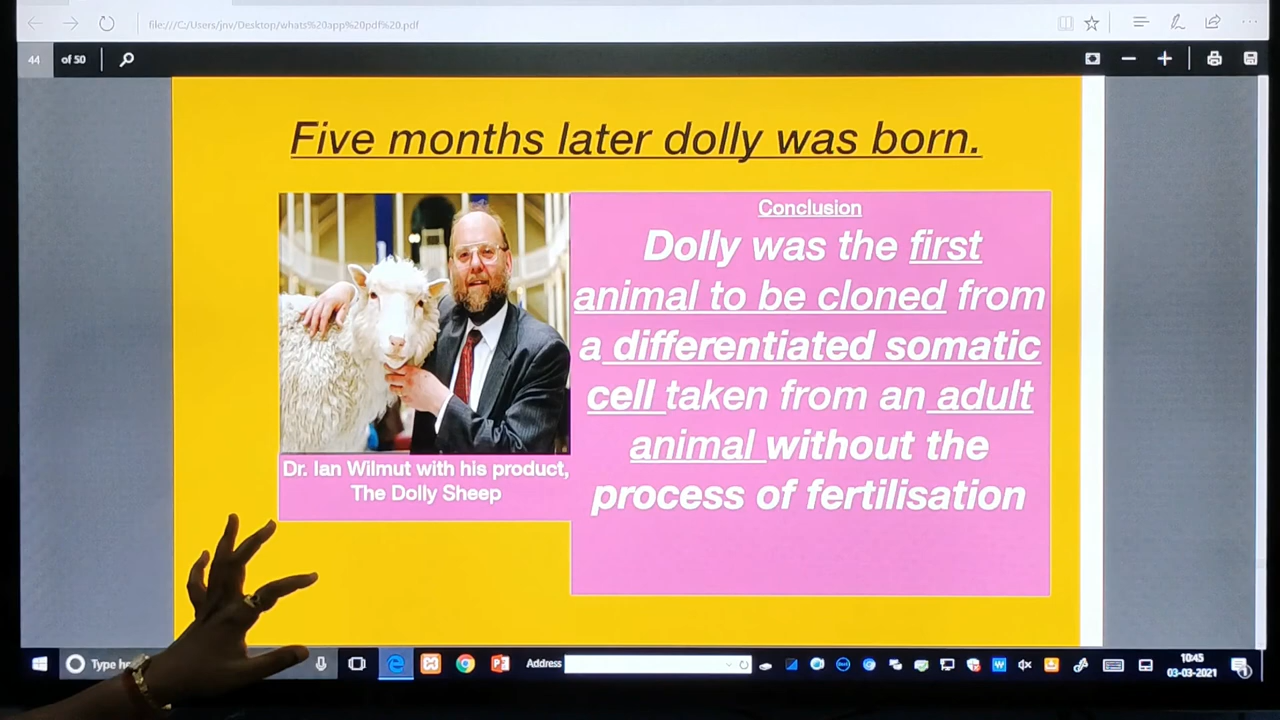 file:///C:/Users/jnv/Desktop/whats%20app%20pdf%20.pdf
44 of 50
Five months later dolly was born.
Conclusion
Dolly was the first
animal to be cloned from
a differentiated somatic
cell taken from an adult
animal without the
process of fertilisation
Dr. Ian Wilmut with his product,
The Dolly Sheep
Type
Address
10:45
03-03-2021